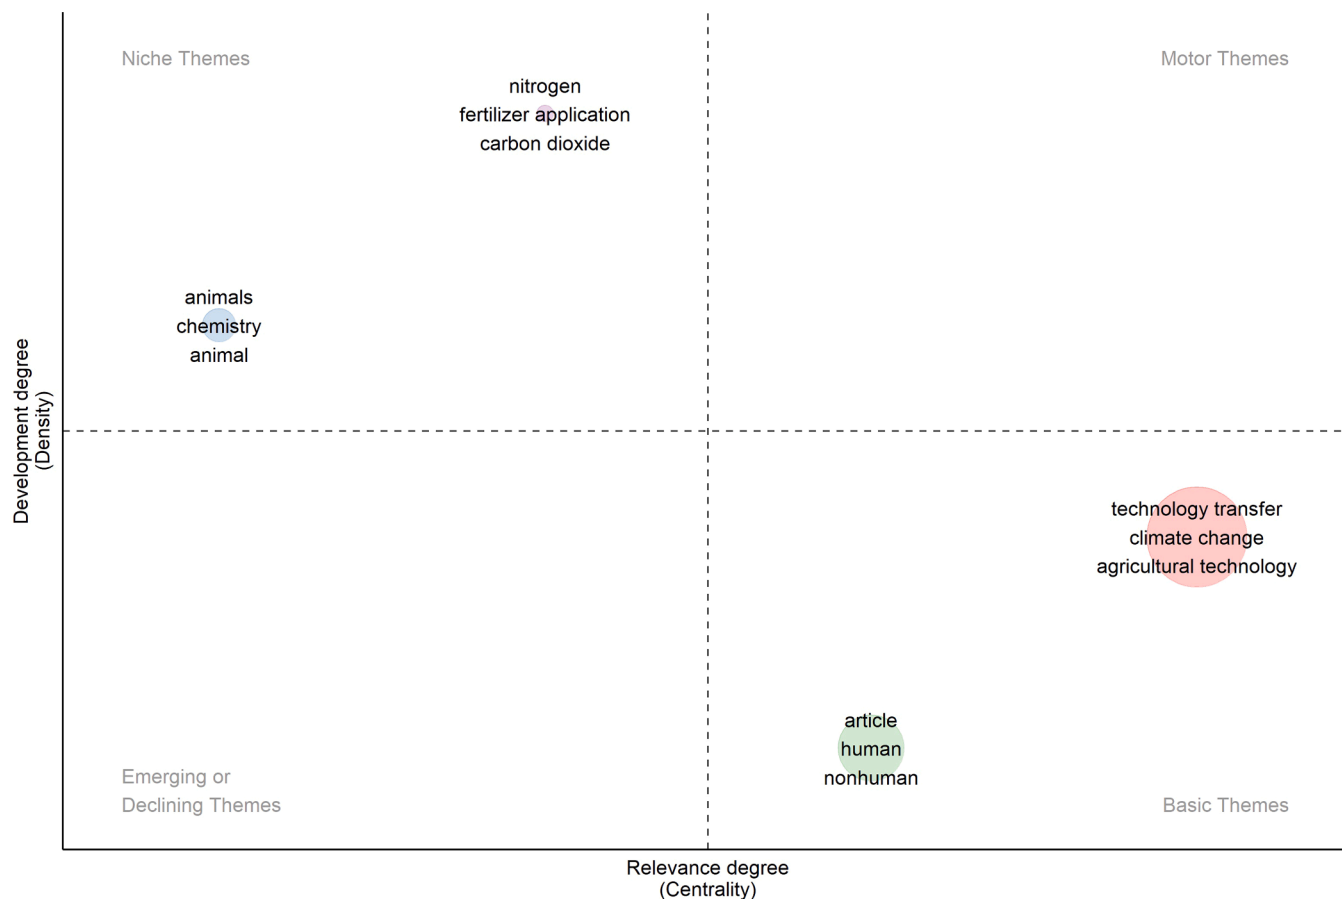 Niche Themes
Motor Themes
nitrogen
fertilizer application
carbon dioxide
animals
chemistry
animal
Development degree
(Density)
technology transfer
climate change
agricultural technology
article
human
nonhuman
Emerging or
Declining Themes
Basic Themes
Relevance degree
(Centrality)